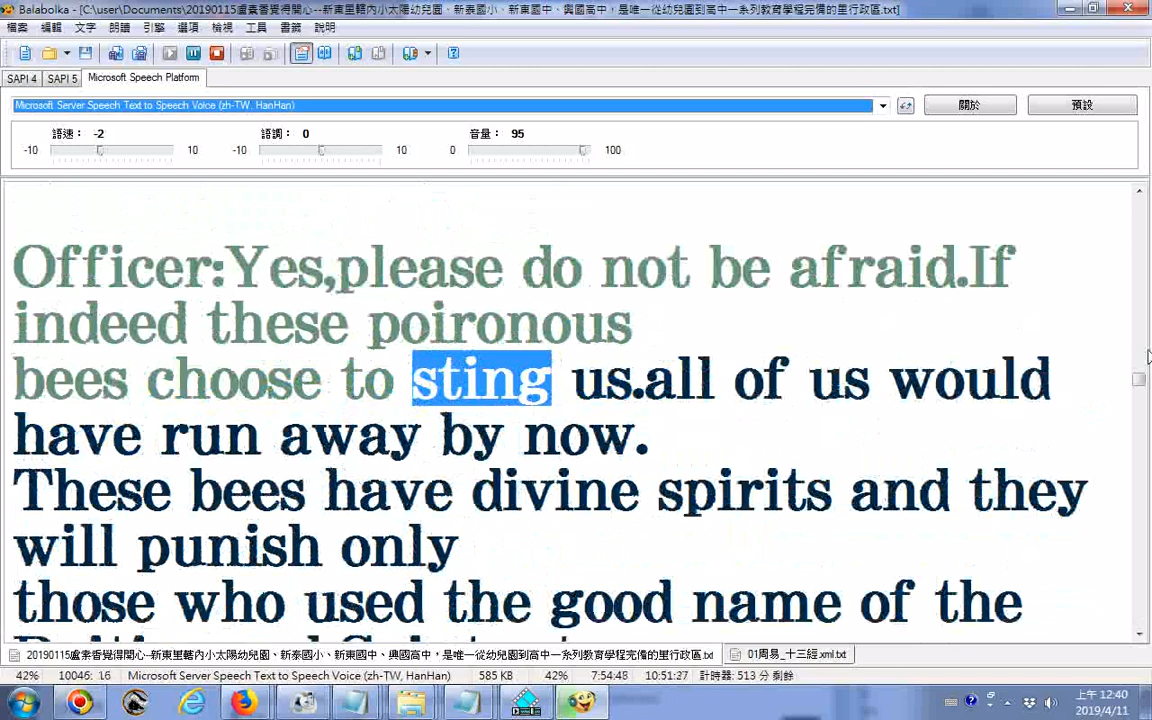 Balabolka - [C:\user\Documents\20190115盧素香覺得開心--新東里轄內小太陽幼兒園、新泰國小、新東國中、興國高中，是唯一從幼兒園到高中一系列教育學程完備的里行政區.txt]
檔案 編輯 文字 朗讀 引擎 選項 檢視 工具 書籤 說明
SAPI 4 SAPI 5 Microsoft Speech Platform
Microsoft Server Speech Text to Speech Voice (zh-TW, HanHan) 關於 預設
語速： -2 語調： 0 音量： 95
-10 10 -10 10 0 100
Officer:Yes,please do not be afraid.If
indeed these poironous
bees choose to sting us.all of us would
have run away by now.
These bees have divine spirits and they
will punish only
those who used the good name of the
20190115盧素香覺得開心--新東里轄內小太陽幼兒園、新泰國小、新東國中、興國高中，是唯一從幼兒園到高中一系列教育學程完備的里行政區.txt 01周易_十三經.xml.txt
42% 10046: 16 Microsoft Server Speech Text to Speech Voice (zh-TW, HanHan) 585 KB 42% 7:54:48 10:51:27 計時器: 513 分 剩餘
上午 12:40
2019/4/11